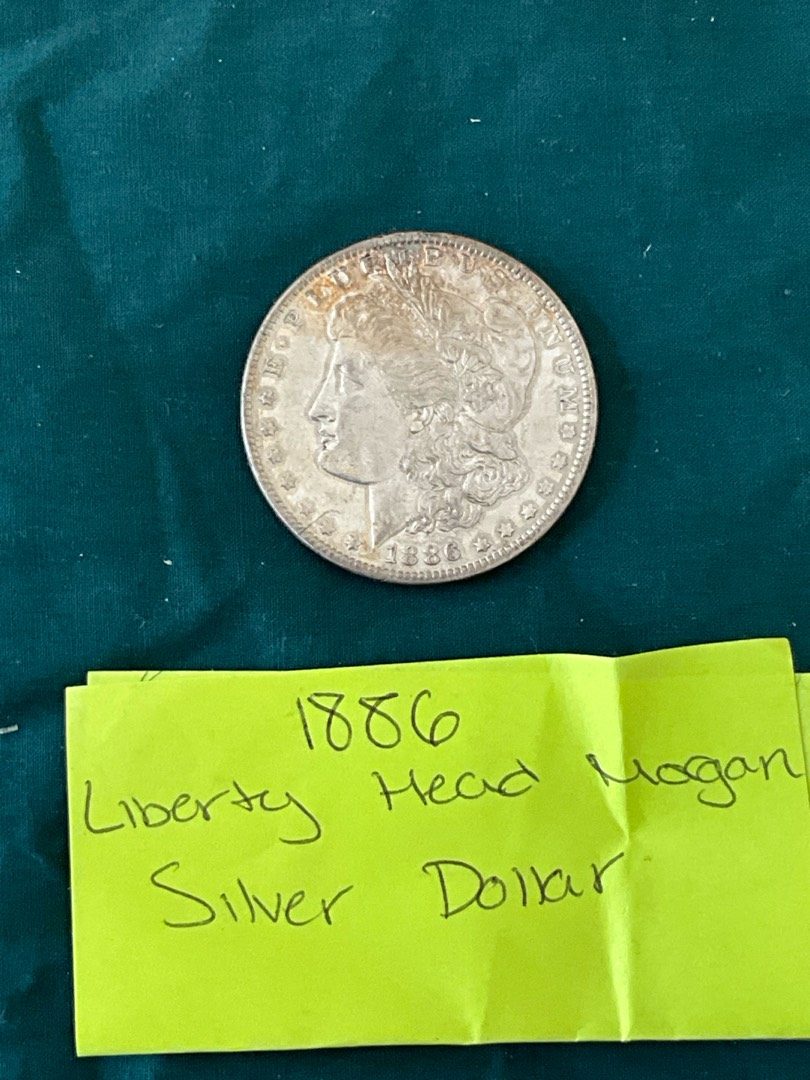 E·PLURIBUS UNUM
1886
1886
Liberty Head Mogan
Silver Dollar